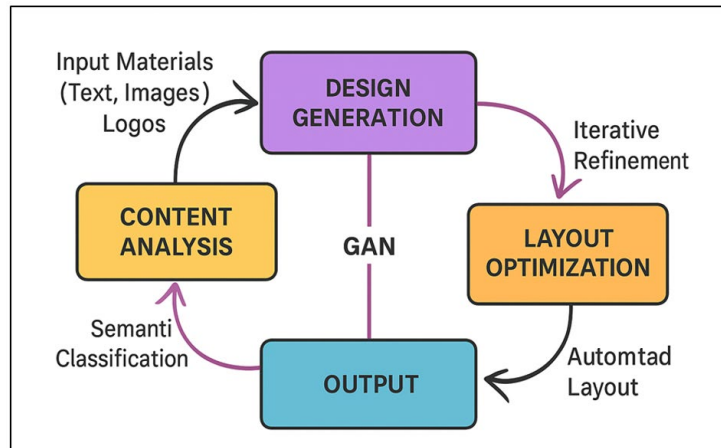 Input Materials
(Text, Images)
Logos
DESIGN
GENERATION
Iterative
Refinement
CONTENT
ANALYSIS
GAN
LAYOUT
OPTIMIZATION
Semanti
Classification
OUTPUT
Automtad
Layout